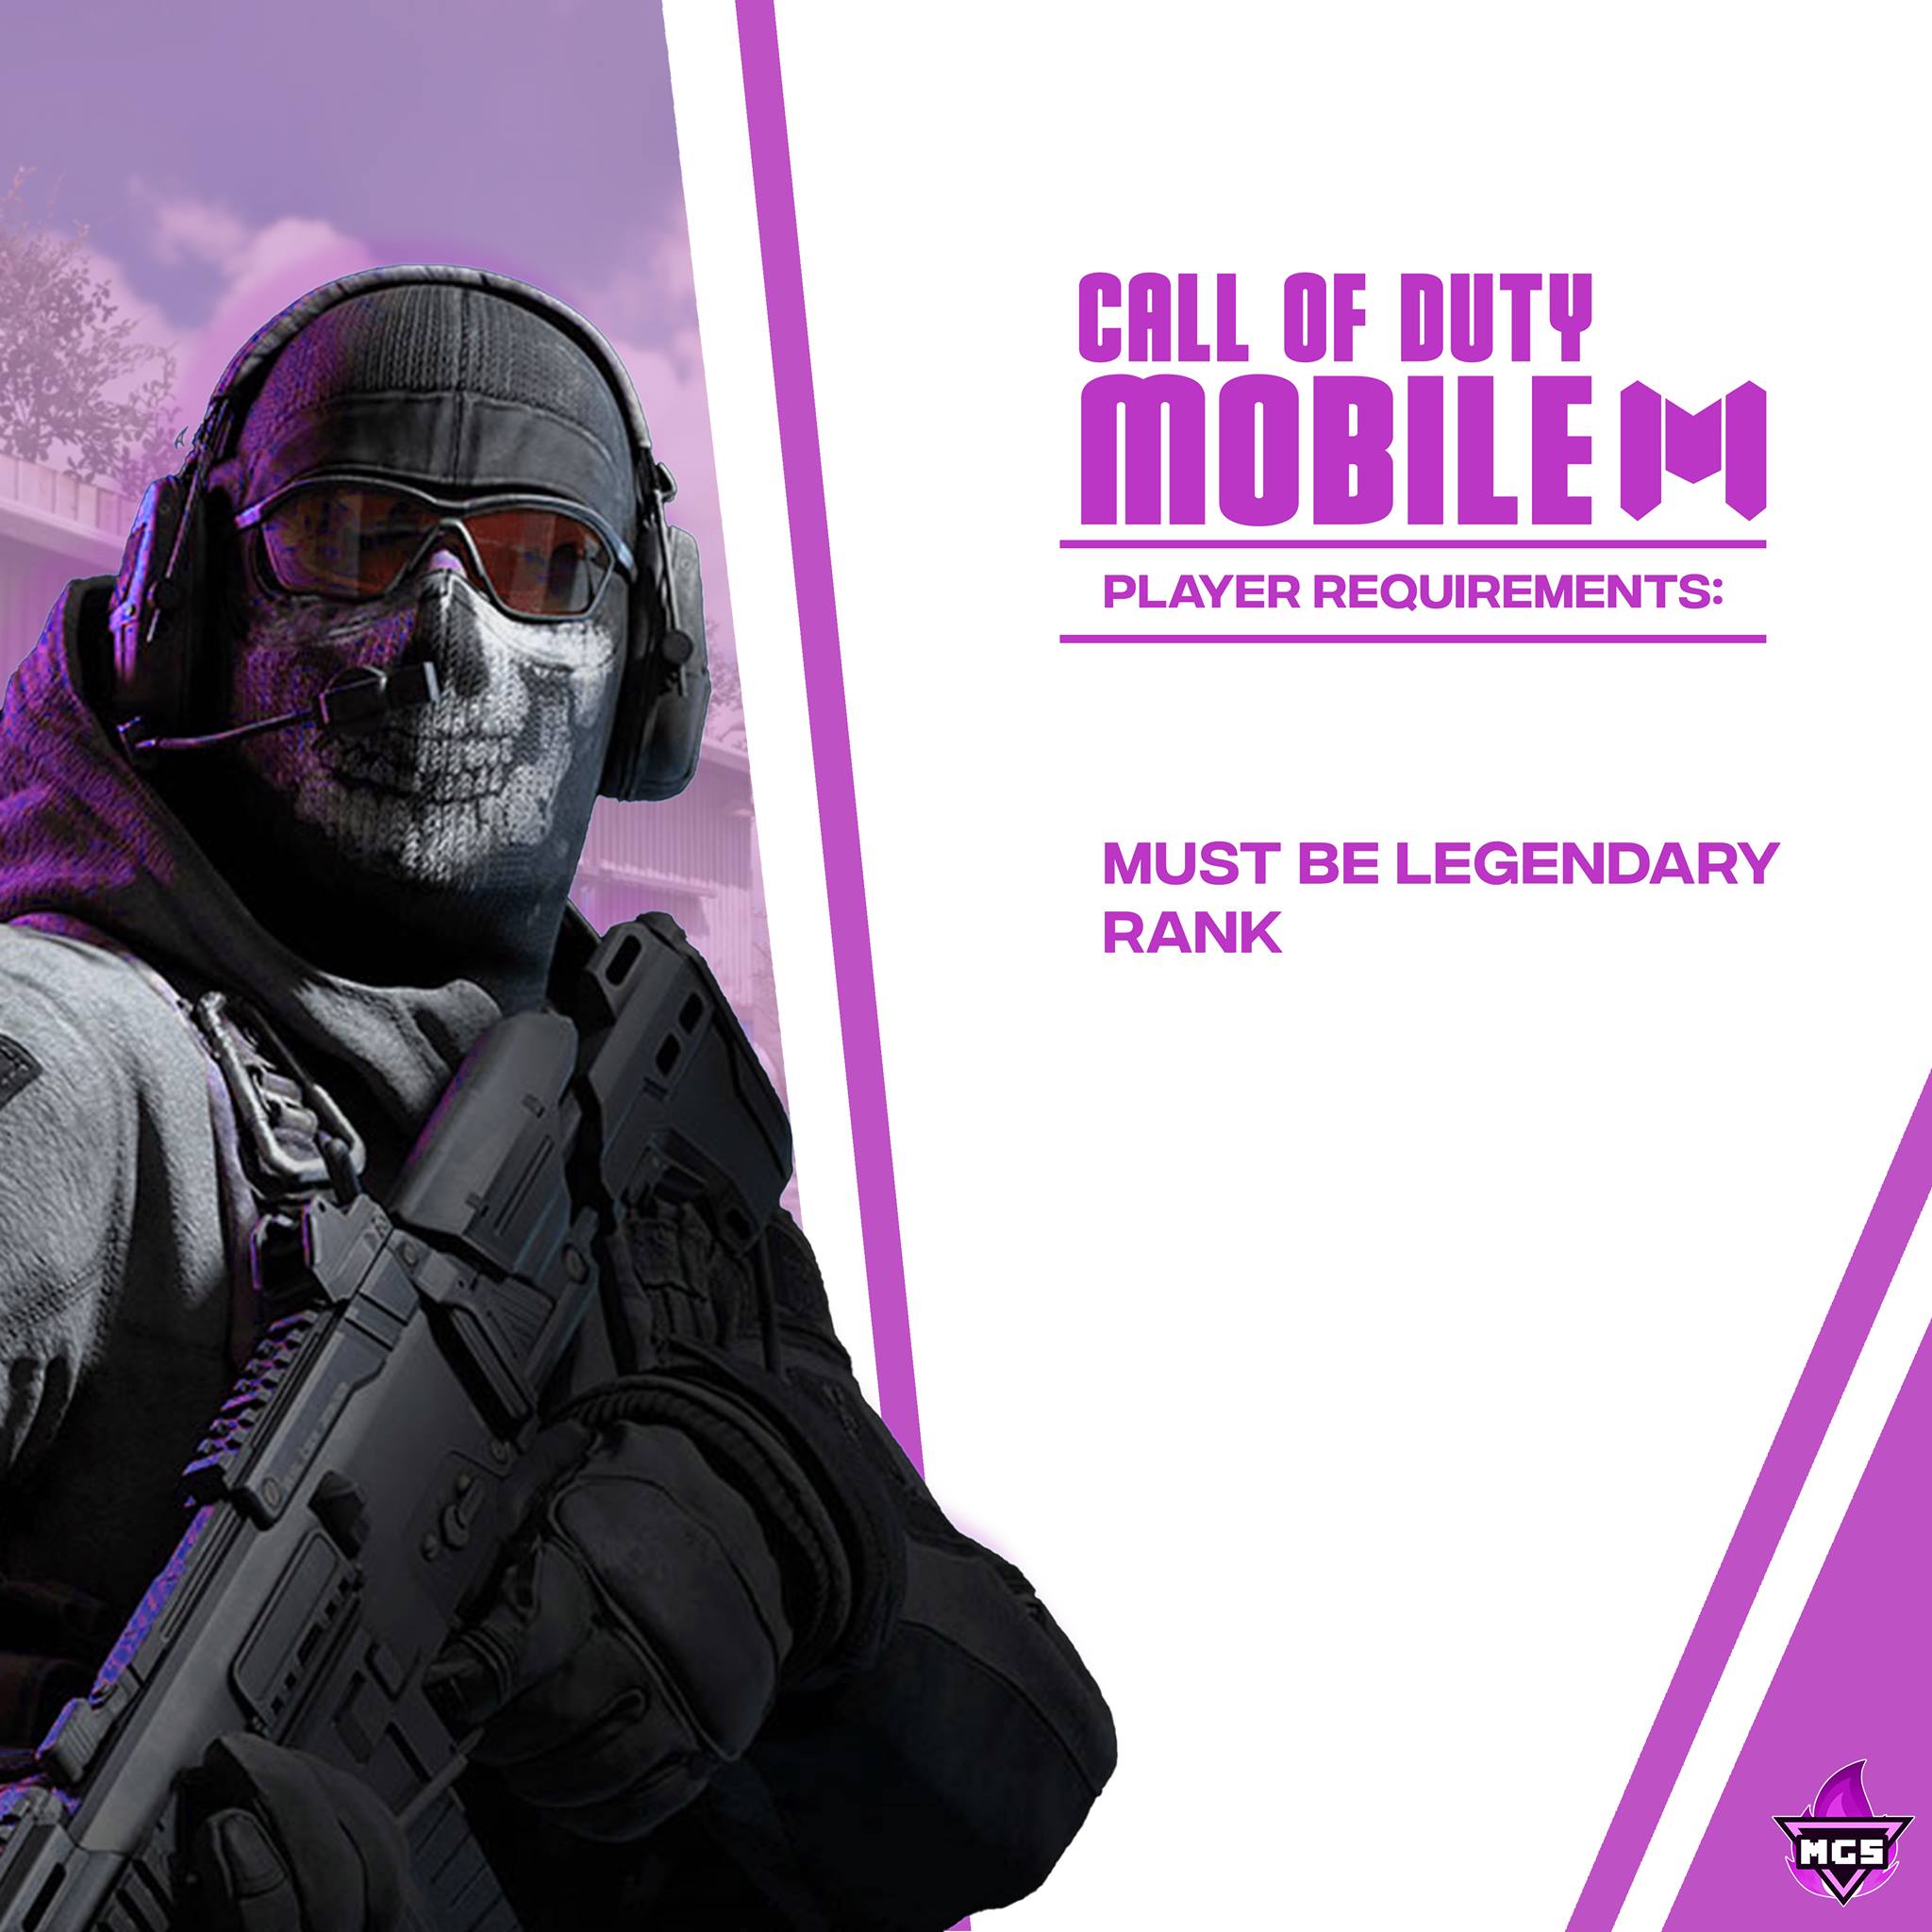 CALL OF DUTY
MOBILE
PLAYER REQUIREMENTS:
MUST BE LEGENDARY
RANK
MGS